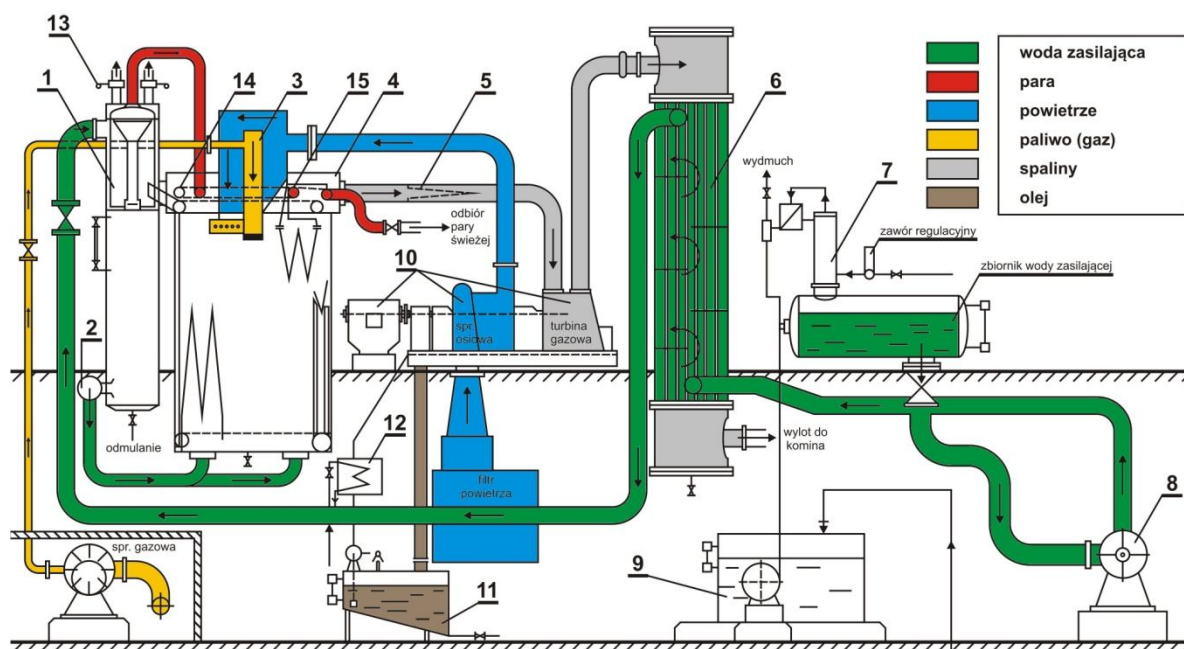 13
1
14
3
15
4
5
6
woda zasilająca
para
powietrze
paliwo (gaz)
spaliny
olej
wydmuch
7
zawór regulacyjny
zbiornik wody zasilającej
odbiór
pary
świeżej
10
spr.
osiowa
turbina
gazowa
2
odmulanie
12
filtr
powietrza
wylot do
komina
8
spr. gazowa
9
11